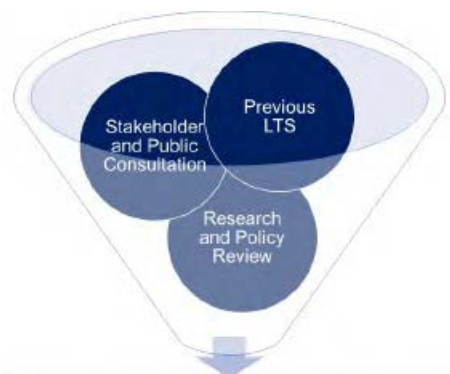 Previous
LTS
Stakeholder
and Public
Consultation
Research
and Policy
Review